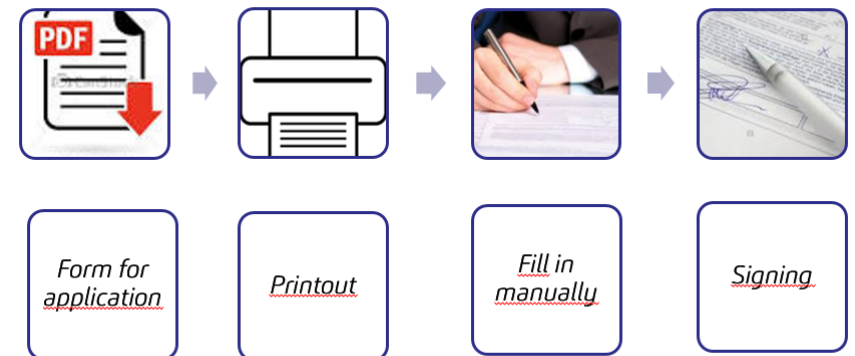 PDF
Form for
application
Printout
Fill in
manually
Signing